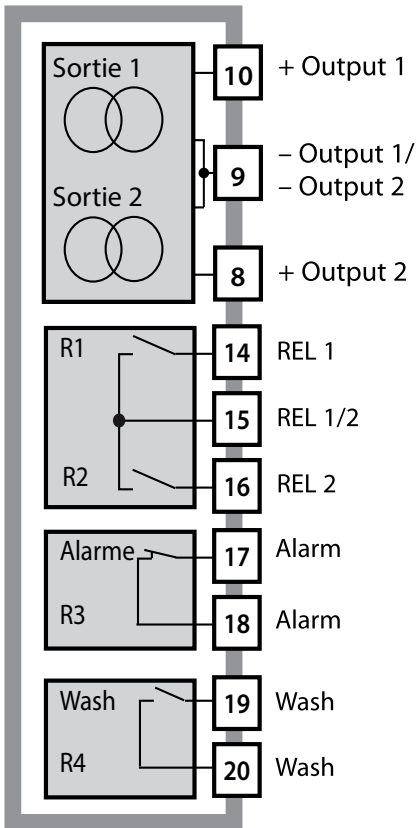 Sortie 1
10 + Output 1
9 – Output 1/
– Output 2
Sortie 2
8 + Output 2
R1
14 REL 1
15 REL 1/2
R2
16 REL 2
Alarme
17 Alarm
R3
18 Alarm
Wash
19 Wash
R4
20 Wash